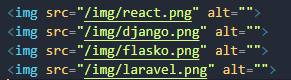 <img src="/img/react.png" alt="">
<img src="/img/django.png" alt="">
<img src="/img/flasko.png" alt="">
<img src="/img/laravel.png" alt="">